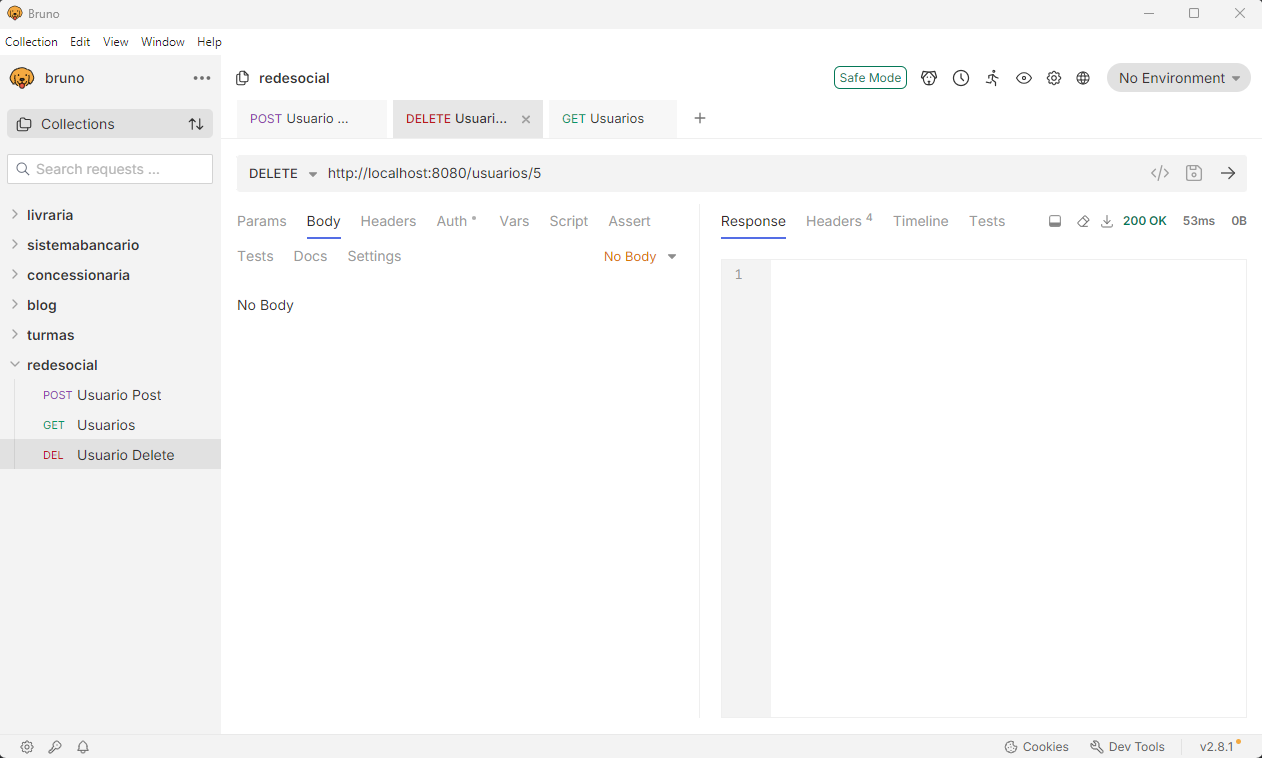 Bruno
Collection Edit View Window Help
bruno
redesocial
Safe Mode
No Environment
Collections
POST Usuario ...
DELETE Usuari...
GET Usuarios
Search requests ...
DELETE http://localhost:8080/usuarios/5
livraria
sistemabancario
concessionaria
blog
turmas
redesocial
POST Usuario Post
GET Usuarios
DEL Usuario Delete
Params Body Headers Auth Vars Script Assert
Tests Docs Settings No Body
No Body
Response Headers 4 Timeline Tests 200 OK 53ms 0B
1
Cookies Dev Tools v2.8.1